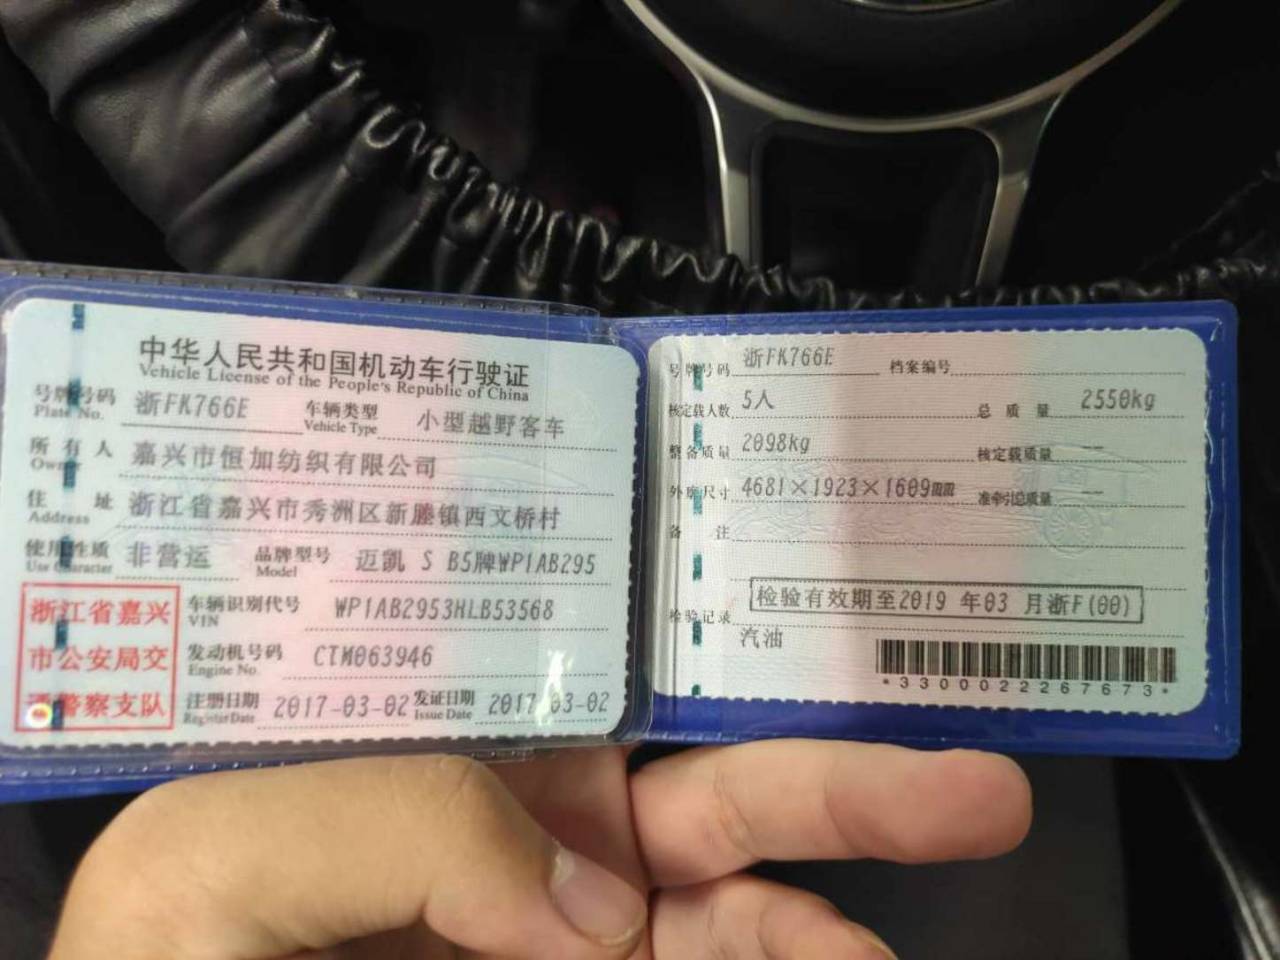 中华人民共和国机动车行驶证
Vehicle License of the People's Republic of China
号牌号码 浙FK766E 车辆类型 小型越野客车
Plate No. Vehicle Type
所有人 嘉兴市恒加纺织有限公司
Owner
住址 浙江省嘉兴市秀洲区新塍镇西文桥村
Address
使用性质 非营运 品牌型号 迈凯 S B5牌WP1AB295
Use Character Model
浙江省嘉兴
市公安局交
警察支队
车辆识别代号 WP1AB2953HLB53568
VIN
发动机号码 CTM063946
Engine No.
注册日期 2017-03-02 发证日期 2017-03-02
Register Date Issue Date
号牌号码 浙FK766E 档案编号
核定载人数 5人 总质量 2550kg
整备质量 2098kg 核定载质量 --
外廓尺寸 4681×1923×1609 准牵引总质量 --
备注
检验有效期至2019 年03 月浙F(00)
检验记录
汽油
*3300022267673*